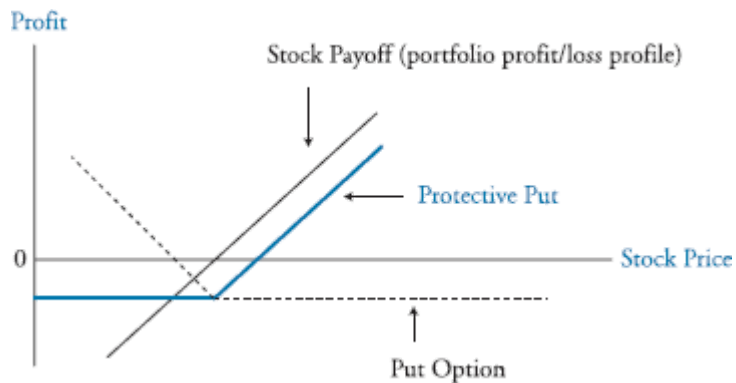 Profit
Stock Payoff (portfolio profit/loss profile)
Protective Put
0
Stock Price
Put Option